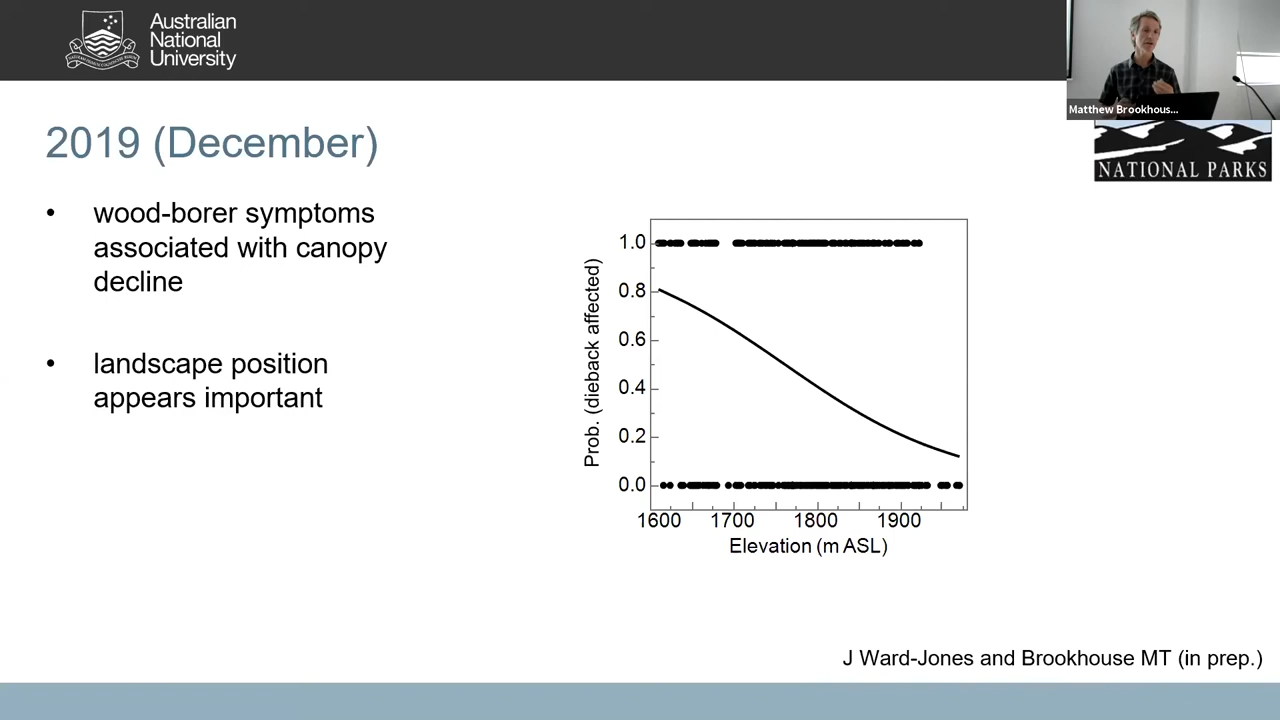 Australian
National
University
Matthew Brookhous...
NATIONAL PARKS
2019 (December)
• wood-borer symptoms
associated with canopy
decline
• landscape position
appears important
Prob. (dieback affected)
1.0
0.8
0.6
0.4
0.2
0.0
1600 1700 1800 1900
Elevation (m ASL)
J Ward-Jones and Brookhouse MT (in prep.)